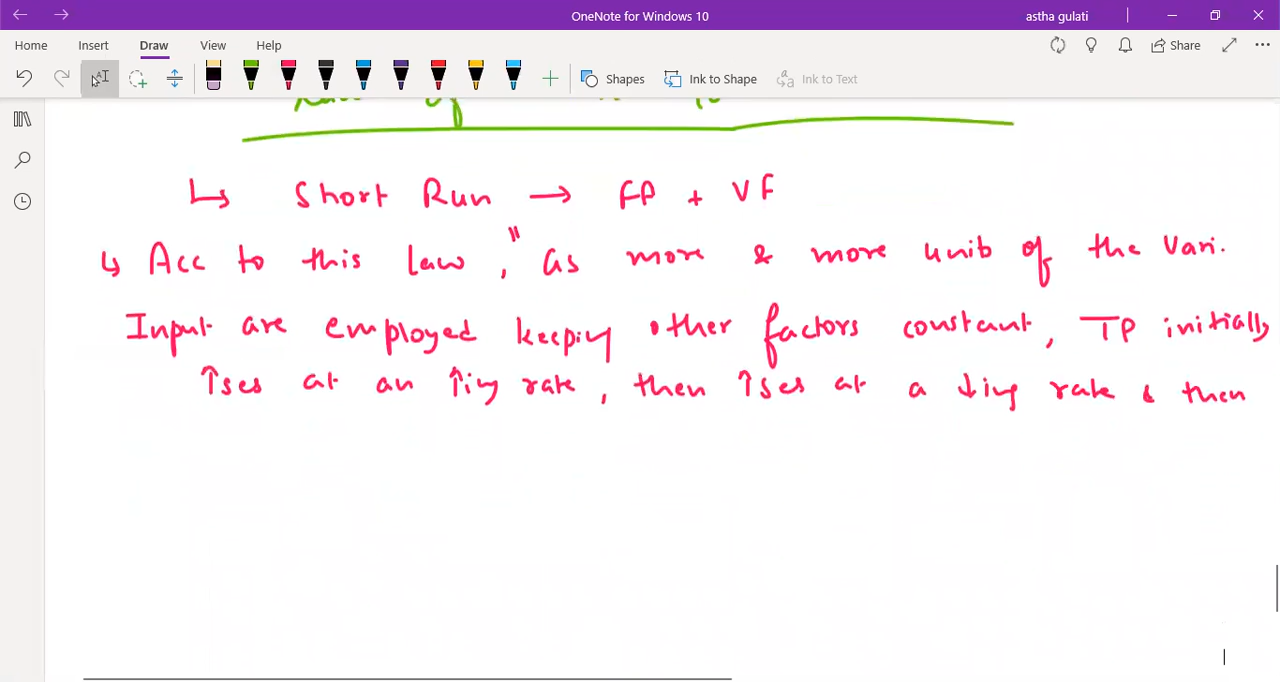 OneNote for Windows 10
astha gulati
Home Insert Draw View Help Share
Shapes Ink to Shape Ink to Text
↳ Short Run → FF + VF
↳ Acc to this law, " as more & more units of the Vari.
Input are employed keeping other factors constant, TP initially
↑ses at an ↑ing rate, then ↑ses at a ↓ing rate & then